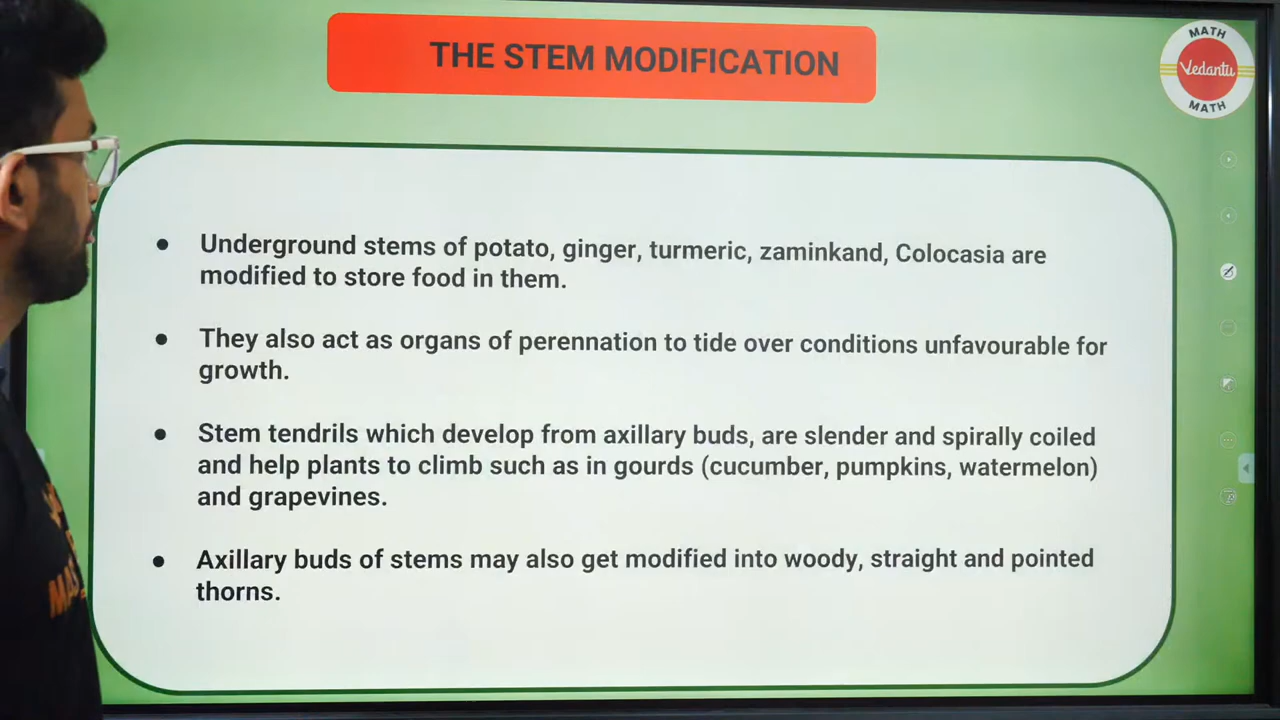 THE STEM MODIFICATION
MATH
Vedantu
MATH
● Underground stems of potato, ginger, turmeric, zaminkand, Colocasia are
modified to store food in them.
● They also act as organs of perennation to tide over conditions unfavourable for
growth.
● Stem tendrils which develop from axillary buds, are slender and spirally coiled
and help plants to climb such as in gourds (cucumber, pumpkins, watermelon)
and grapevines.
● Axillary buds of stems may also get modified into woody, straight and pointed
thorns.